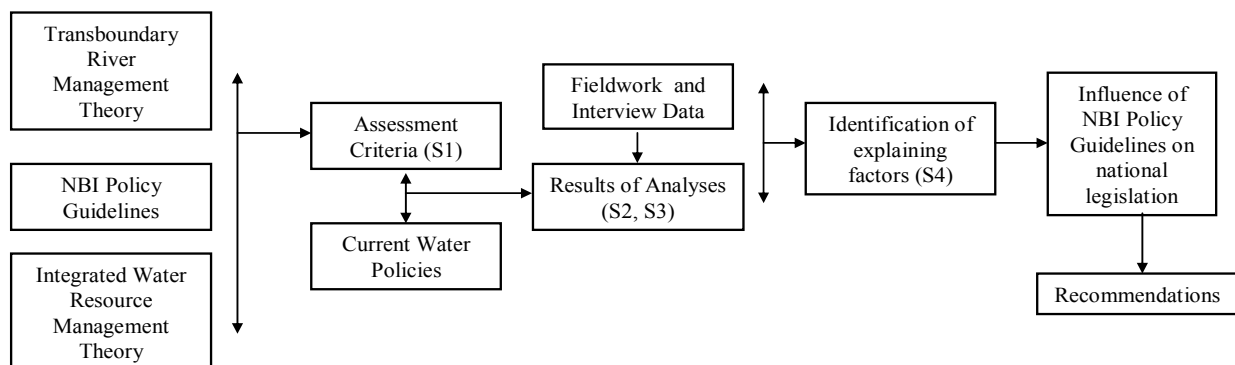 Transboundary
River
Management
Theory
NBI Policy
Guidelines
Integrated Water
Resource
Management
Theory
Assessment
Criteria (S1)
Current Water
Policies
Fieldwork and
Interview Data
Results of Analyses
(S2, S3)
Identification of
explaining
factors (S4)
Influence of
NBI Policy
Guidelines on
national
legislation
Recommendations